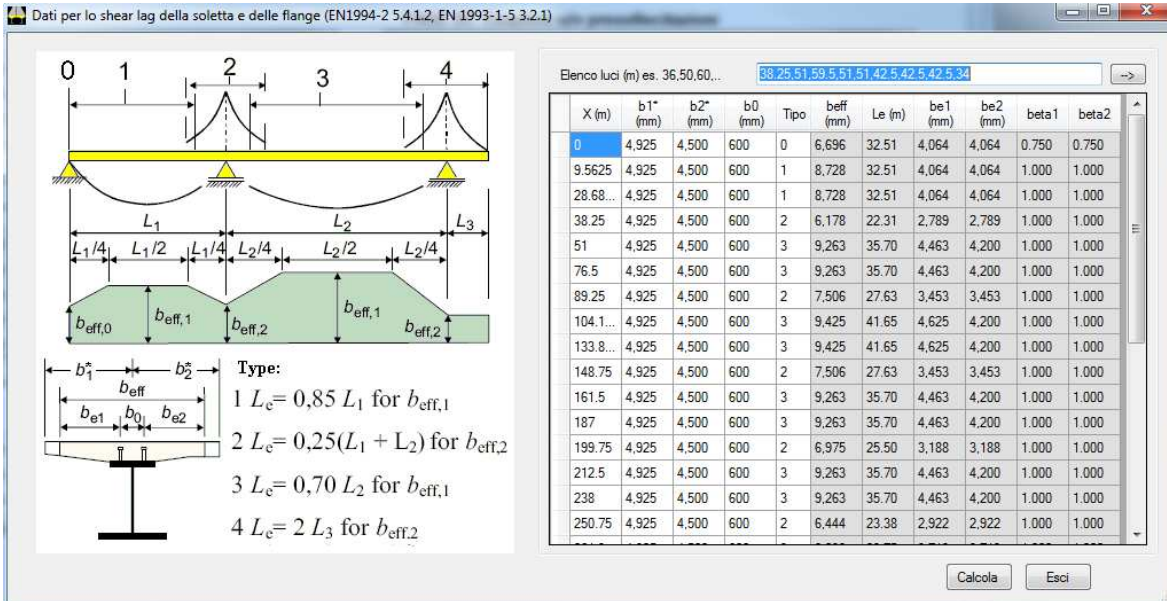 Dati per lo shear lag della soletta e delle flange (EN1994-2 5.4.1.2, EN 1993-1-5 3.2.1)
0 1 2 3 4
L1 L2 L3
L1/4 L1/2 L1/4 L2/4 L2/2 L2/4
beff,0 beff,1 beff,2 beff,1 beff,2
b1* b2*
beff
be1 b0 be2
Type:
1 Le= 0,85 L1 for beff,1
2 Le= 0,25(L1 + L2) for beff,2
3 Le= 0,70 L2 for beff,1
4 Le= 2 L3 for beff,2
Elenco luci (m) es. 36,50,60,.. 38.25,51,59.5,51,51,42.5,42.5,42.5,34 -->
X (m) b1* (mm) b2* (mm) b0 (mm) Tipo beff (mm) Le (m) be1 (mm) be2 (mm) beta1 beta2
0 4,925 4,500 600 0 6,696 32.51 4,064 4,064 0.750 0.750
9.5625 4,925 4,500 600 1 8,728 32.51 4,064 4,064 1.000 1.000
28.68... 4,925 4,500 600 1 8,728 32.51 4,064 4,064 1.000 1.000
38.25 4,925 4,500 600 2 6,178 22.31 2,789 2,789 1.000 1.000
51 4,925 4,500 600 3 9,263 35.70 4,463 4,200 1.000 1.000
76.5 4,925 4,500 600 3 9,263 35.70 4,463 4,200 1.000 1.000
89.25 4,925 4,500 600 2 7,506 27.63 3,453 3,453 1.000 1.000
104.1... 4,925 4,500 600 3 9,425 41.65 4,625 4,200 1.000 1.000
133.8... 4,925 4,500 600 3 9,425 41.65 4,625 4,200 1.000 1.000
148.75 4,925 4,500 600 2 7,506 27.63 3,453 3,453 1.000 1.000
161.5 4,925 4,500 600 3 9,263 35.70 4,463 4,200 1.000 1.000
187 4,925 4,500 600 3 9,263 35.70 4,463 4,200 1.000 1.000
199.75 4,925 4,500 600 2 6,975 25.50 3,188 3,188 1.000 1.000
212.5 4,925 4,500 600 3 9,263 35.70 4,463 4,200 1.000 1.000
238 4,925 4,500 600 3 9,263 35.70 4,463 4,200 1.000 1.000
250.75 4,925 4,500 600 2 6,444 23.38 2,922 2,922 1.000 1.000
Calcola Esci